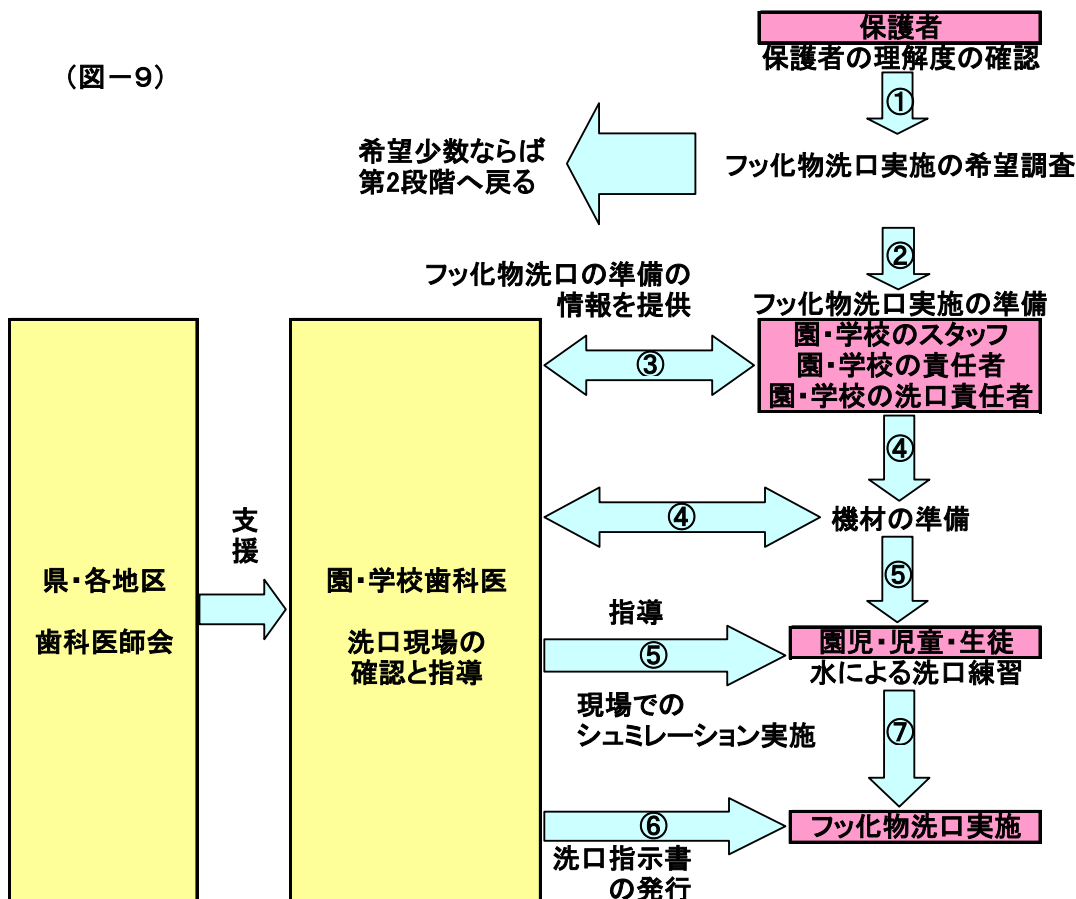 (図－9)
保護者
保護者の理解度の確認
①
希望少数ならば
第2段階へ戻る
フッ化物洗口実施の希望調査
②
フッ化物洗口の準備の
情報を提供
フッ化物洗口実施の準備
園・学校のスタッフ
園・学校の責任者
園・学校の洗口責任者
③
④
④
機材の準備
支
援
県・各地区
歯科医師会
園・学校歯科医
洗口現場の
確認と指導
⑤
指導
⑤
園児・児童・生徒
水による洗口練習
現場での
シュミレーション実施
⑦
⑥
フッ化物洗口実施
洗口指示書
の発行